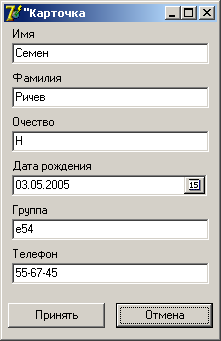 "Карточка
Имя
Семен
Фамилия
Ричев
Очество
Н
Дата рождения
03.05.2005
15
Группа
е54
Телефон
55-67-45
Принять
Отмена